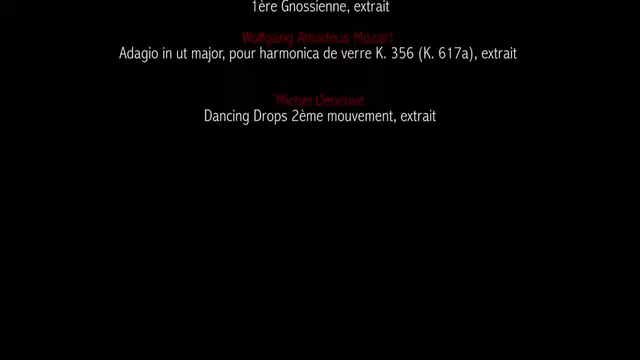 1ère Gnossienne, extrait
Wolfgang Amadeus Mozart
Adagio in ut major, pour harmonica de verre K. 356 (K. 617a), extrait
Michel Deneuve
Dancing Drops 2ème mouvement, extrait